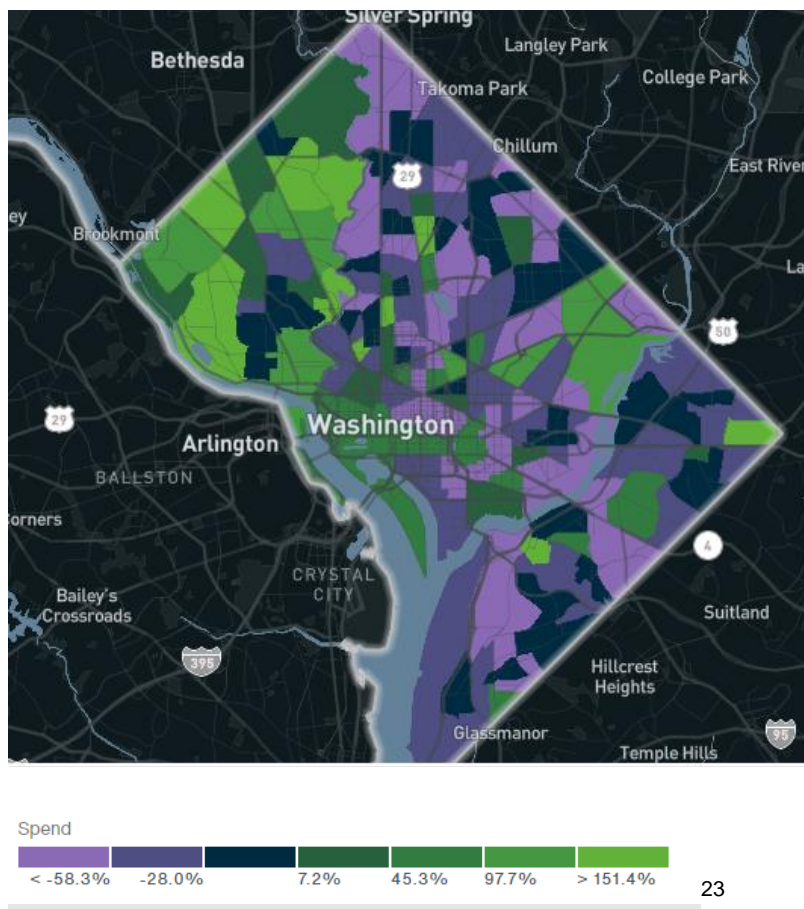 Silver Spring
Bethesda
Langley Park
College Park
Takoma Park
Chillum
29
East River
ey
Brookmont
La
50
29
Washington
Arlington
BALLSTON
orners
4
CRYSTAL
CITY
Bailey's
Crossroads
Suitland
395
Hillcrest
Heights
Glassmanor
95
Temple Hills
Spend
< -58.3% -28.0% 7.2% 45.3% 97.7% > 151.4%
23